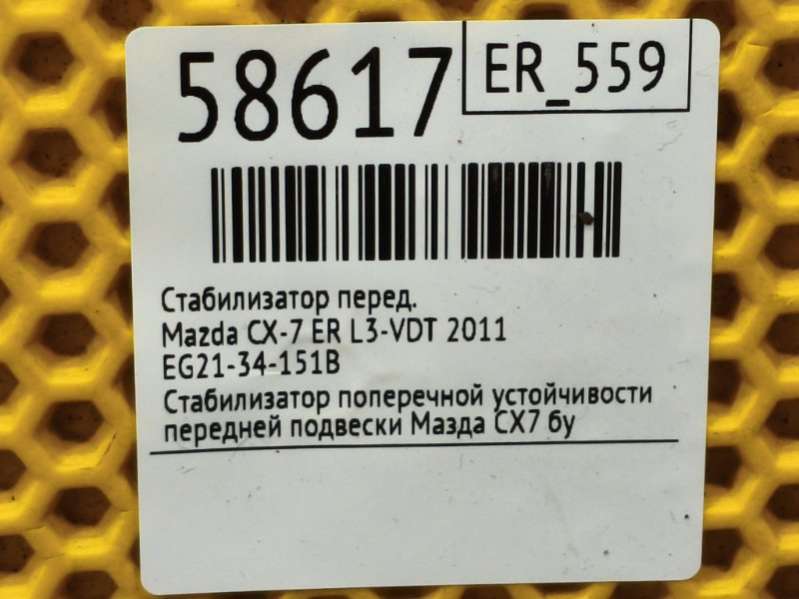 58617
ER_559
Стабилизатор перед.
Mazda CX-7 ER L3-VDT 2011
EG21-34-151B
Стабилизатор поперечной устойчивости
передней подвески Мазда CX7 бу